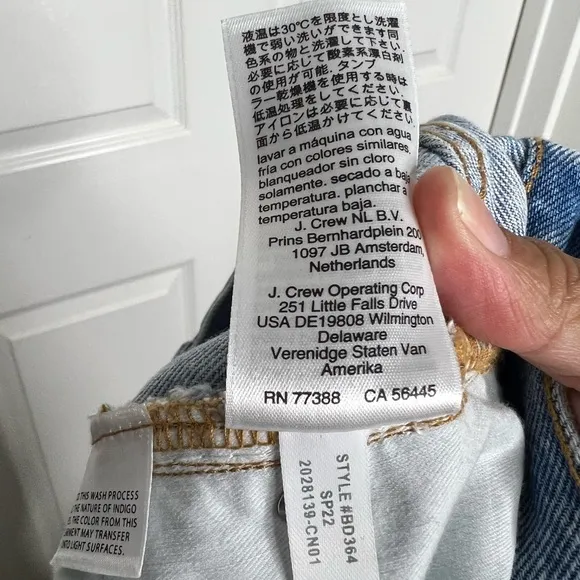 液温は30℃を限度とし洗濯
機で弱い洗いができます同
色系の物と洗濯して下さい.
必要に応じて酸素系漂白剤
の使用が可能. タンブ
ラー乾燥機を使用する時は
低温処理をしてください.
アイロンは必要に応じて裏
面から低温かけてください.
lavar a máquina con agua
fría con colores similares.
blanqueador sin cloro
solamente. secado a baja
temperatura. planchar a
temperatura baja.
J. Crew NL B.V.
Prins Bernhardplein 200
1097 JB Amsterdam,
Netherlands
J. Crew Operating Corp
251 Little Falls Drive
USA DE19808 Wilmington
Delaware
Verenidge Staten Van
Amerika
RN 77388 CA 56445
THIS WASH PROCESS
THE NATURE OF INDIGO
THE COLOR FROM THIS
GARMENT MAY TRANSFER
LIGHT SURFACES.
STYLE #BD364
SP22
2028139-CN01